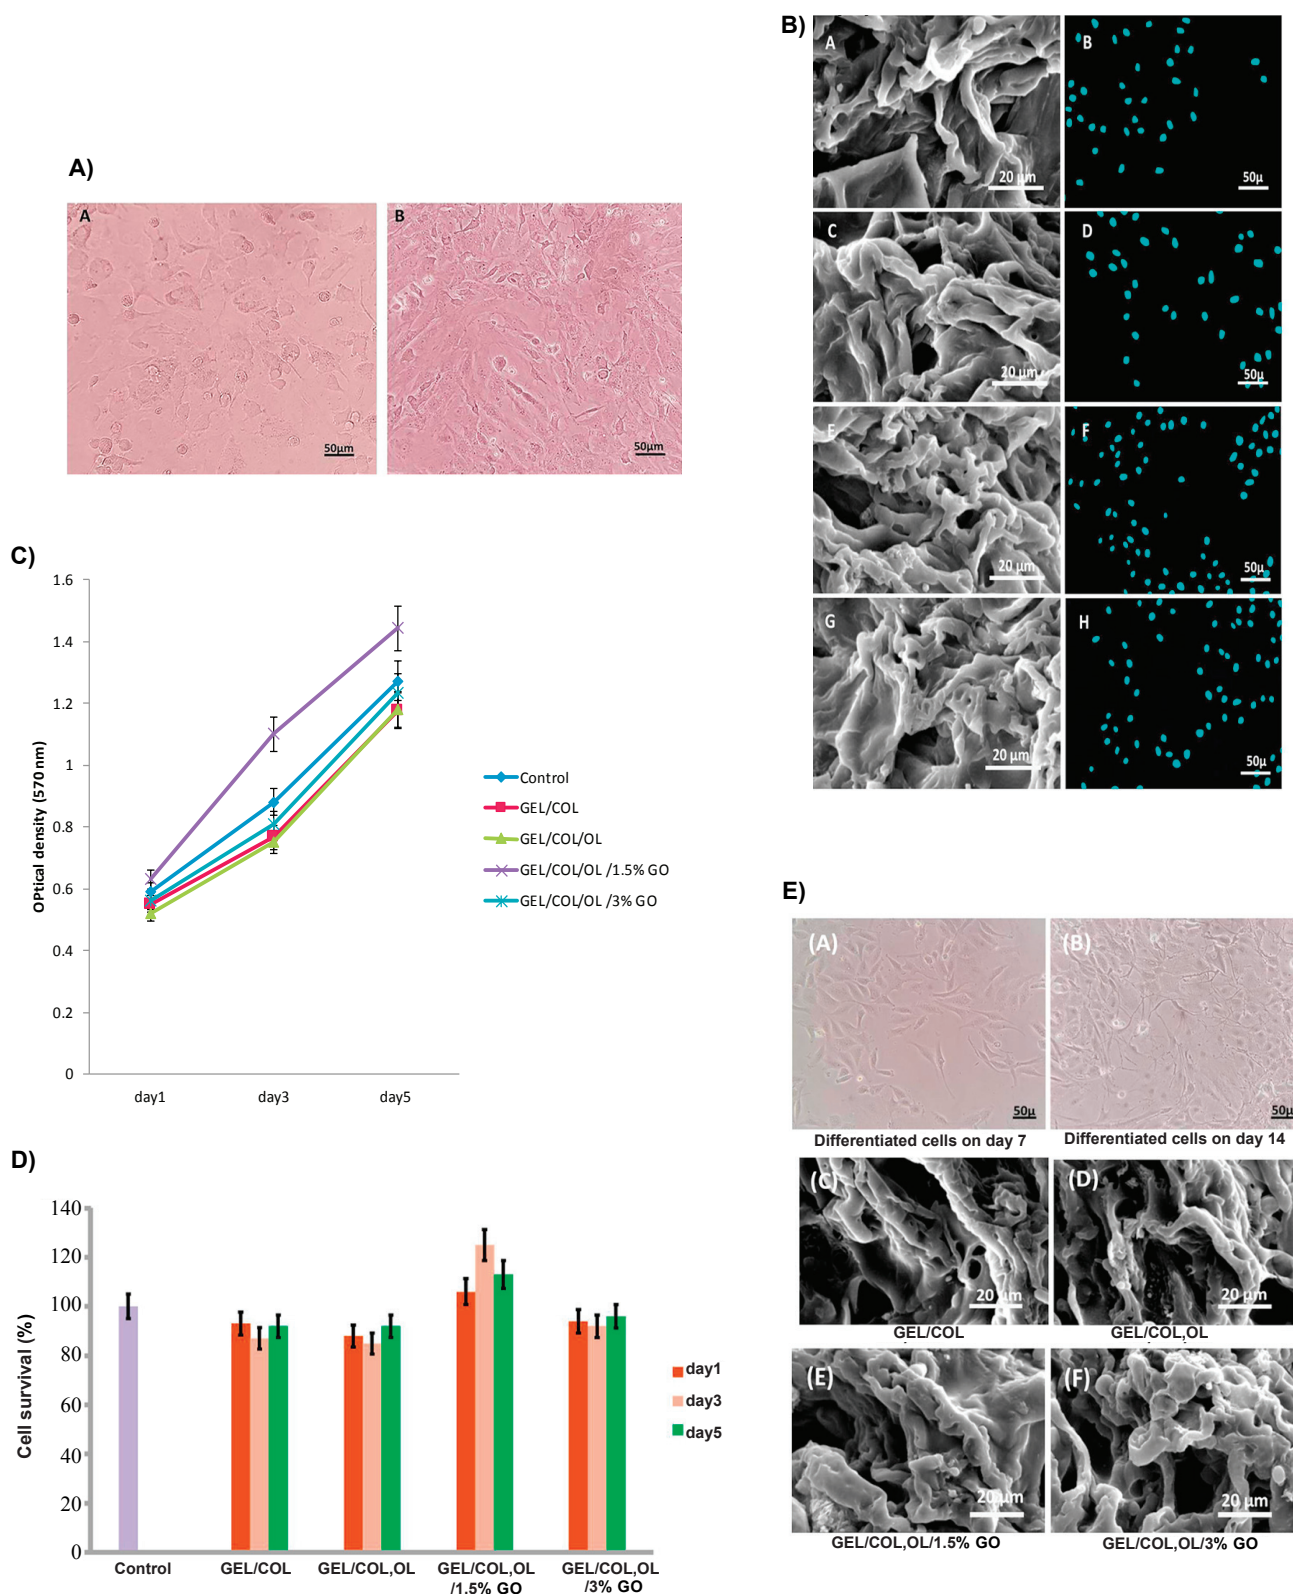 A)
A
B
50µm
50µm
B)
A
20 µm
B
50µ
C
20 µm
D
50µ
E
20 µm
F
50µ
G
20 µm
H
50µ
C)
1.6
1.4
1.2
1
0.8
0.6
0.4
0.2
0
OPtical density (570nm)
day1
day3
day5
Control
GEL/COL
GEL/COL/OL
GEL/COL/OL /1.5% GO
GEL/COL/OL /3% GO
D)
140
120
100
80
60
40
20
0
Cell survival (%)
Control
GEL/COL
GEL/COL,OL
GEL/COL,OL
/1.5% GO
GEL/COL,OL
/3% GO
day1
day3
day5
E)
(A)
50µ
(B)
50µ
Differentiated cells on day 7
Differentiated cells on day 14
(C)
20 µm
(D)
20 µm
GEL/COL
GEL/COL,OL
(E)
20 µm
(F)
20 µm
GEL/COL,OL/1.5% GO
GEL/COL,OL/3% GO